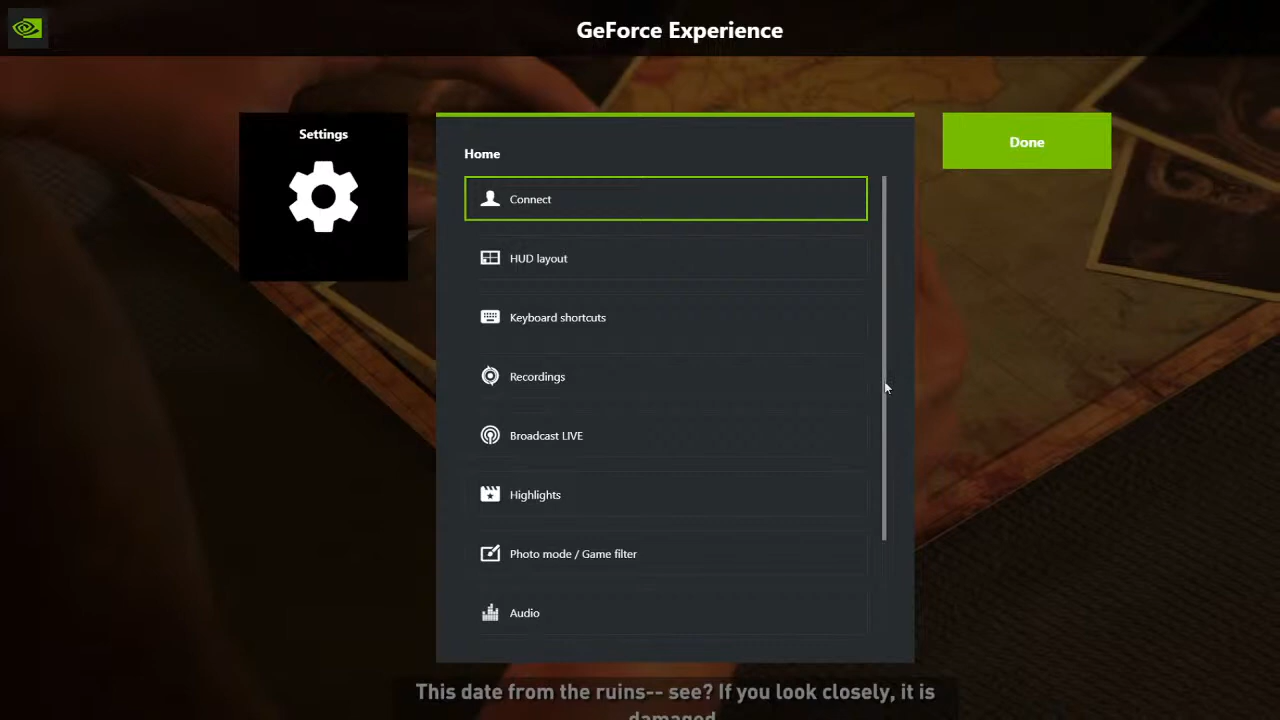 GeForce Experience
Settings
Home
Done
Connect
HUD layout
Keyboard shortcuts
Recordings
Broadcast LIVE
Highlights
Photo mode / Game filter
Audio
This date from the ruins-- see? If you look closely, it is
damaged